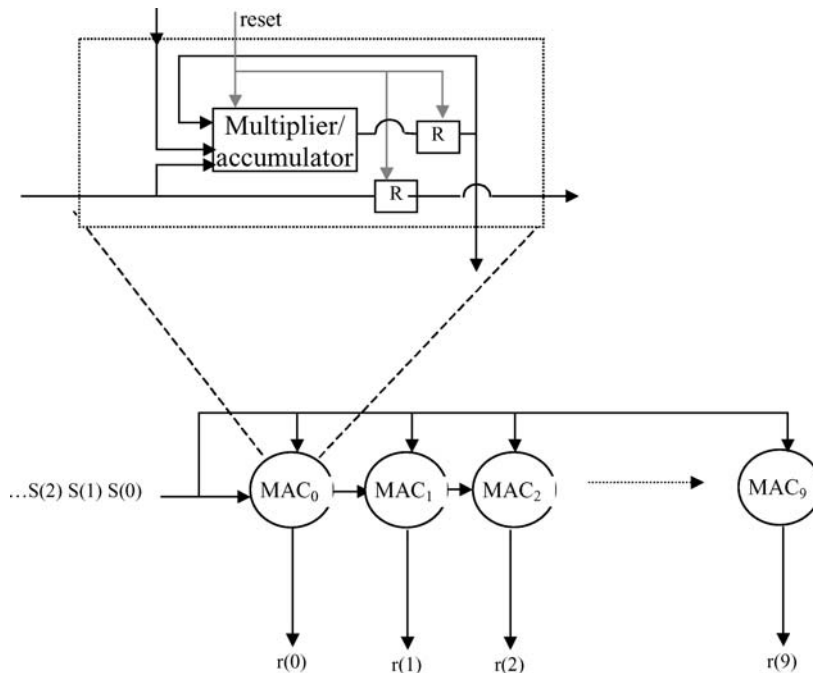 reset
Multiplier/
accumulator
R
R
...S(2) S(1) S(0)
MAC₀
MAC₁
MAC₂
MAC₉
r(0)
r(1)
r(2)
r(9)